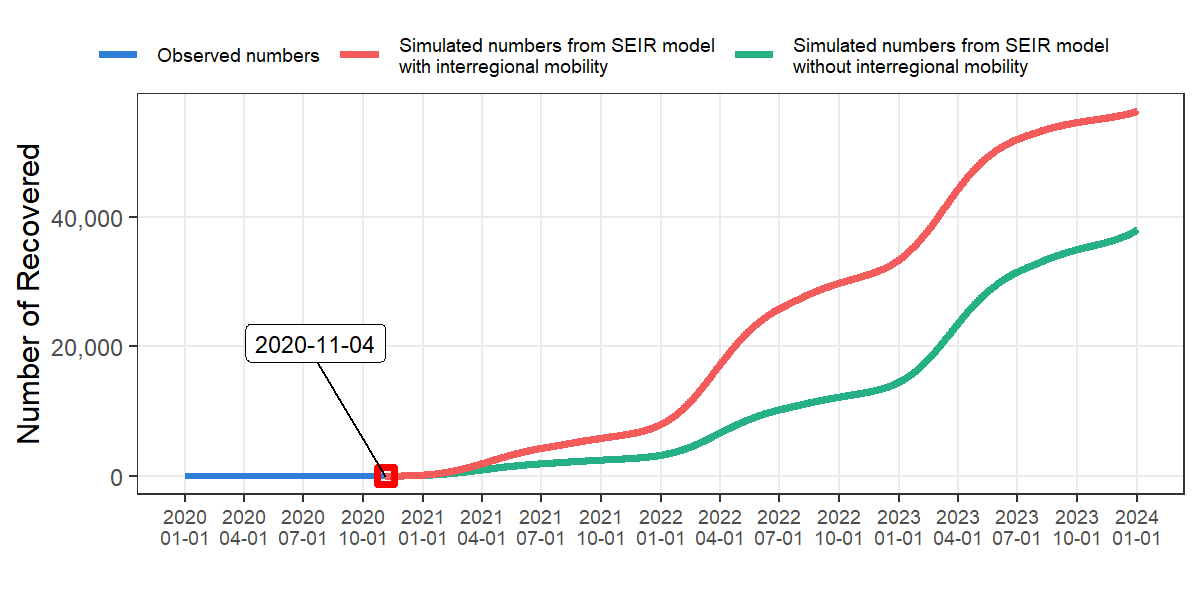 Observed numbers
Simulated numbers from SEIR model
with interregional mobility
Simulated numbers from SEIR model
without interregional mobility
Number of Recovered
40,000
20,000
0
2020-11-04
2020 2020 2020 2020 2021 2021 2021 2021 2022 2022 2022 2022 2023 2023 2023 2023 2024
01-01 04-01 07-01 10-01 01-01 04-01 07-01 10-01 01-01 04-01 07-01 10-01 01-01 04-01 07-01 10-01 01-01